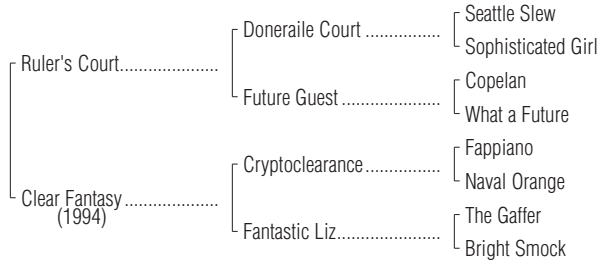 Seattle Slew
Doneraile Court ..................
Sophisticated Girl
Ruler's Court.....................
Copelan
Future Guest .....................
What a Future
Fappiano
Cryptoclearance................
Naval Orange
Clear Fantasy ....................
(1994)
The Gaffer
Fantastic Liz......................
Bright Smock